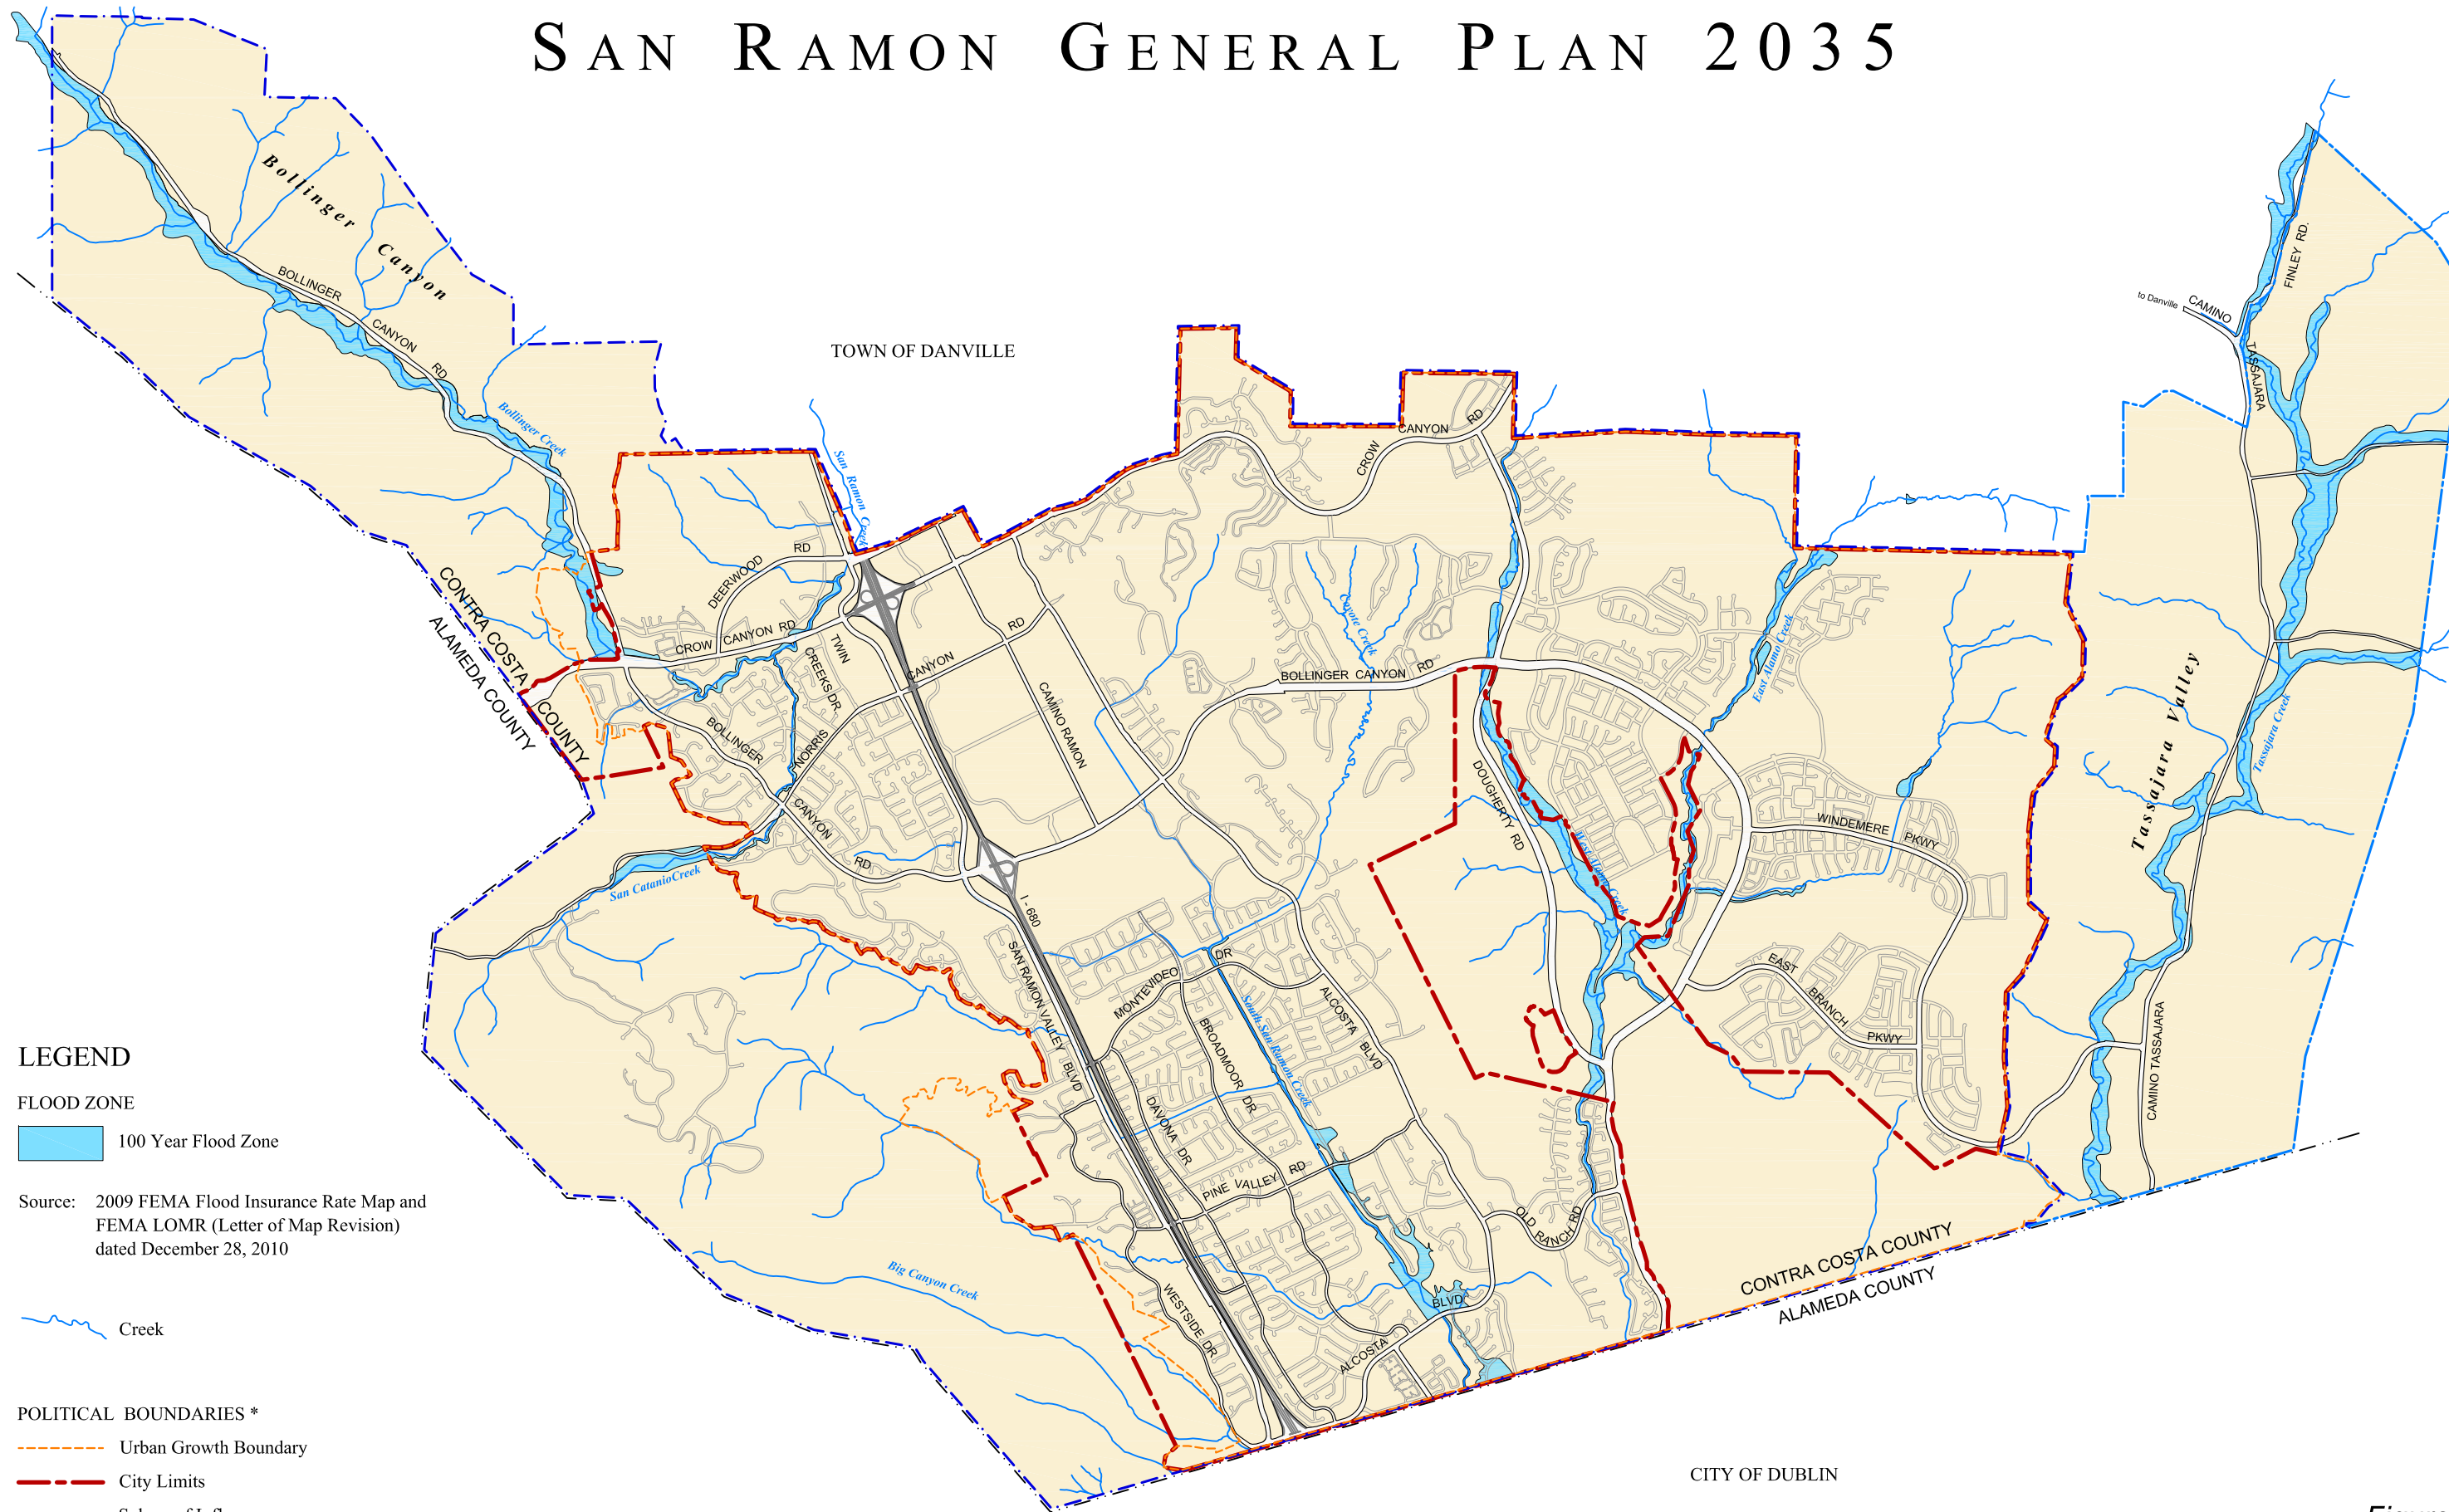 SAN RAMON GENERAL PLAN 2035
Bollinger Canyon
BOLLINGER
CANYON
RD
Bollinger Creek
TOWN OF DANVILLE
San Ramon Creek
CROW
CANYON
RD
to Danville
CAMINO
TASSAJARA
FINLEY RD.
CONTRA COSTA
COUNTY
ALAMEDA COUNTY
DEERWOOD
RD
CROW
CANYON RD
TWIN
CREEKS DR
NORRIS
CANYON
RD
BOLLINGER
CANYON
RD
CAMINO RAMON
Coyote Creek
BOLLINGER CANYON
RD
East Alamo Creek
Tassajara Valley
Tassajara Creek
DOUGHERTY RD
West Alamo Creek
WINDEMERE
PKWY
San CatanioCreek
I - 680
SAN RAMON VALLEY
BLVD
MONTEVIDEO
DR
BROADMOOR
DR
South San Ramon Creek
ALCOSTA
BLVD
DAVONA
DR
PINE VALLEY
RD
OLD
RANCH RD
EAST
BRANCH
PKWY
CAMINO TASSAJARA
Big Canyon Creek
WESTSIDE
DR
ALCOSTA
BLVD
CONTRA COSTA COUNTY
ALAMEDA COUNTY
CITY OF DUBLIN
LEGEND
FLOOD ZONE
100 Year Flood Zone
Source: 2009 FEMA Flood Insurance Rate Map and
FEMA LOMR (Letter of Map Revision)
dated December 28, 2010
Creek
POLITICAL BOUNDARIES *
Urban Growth Boundary
City Limits